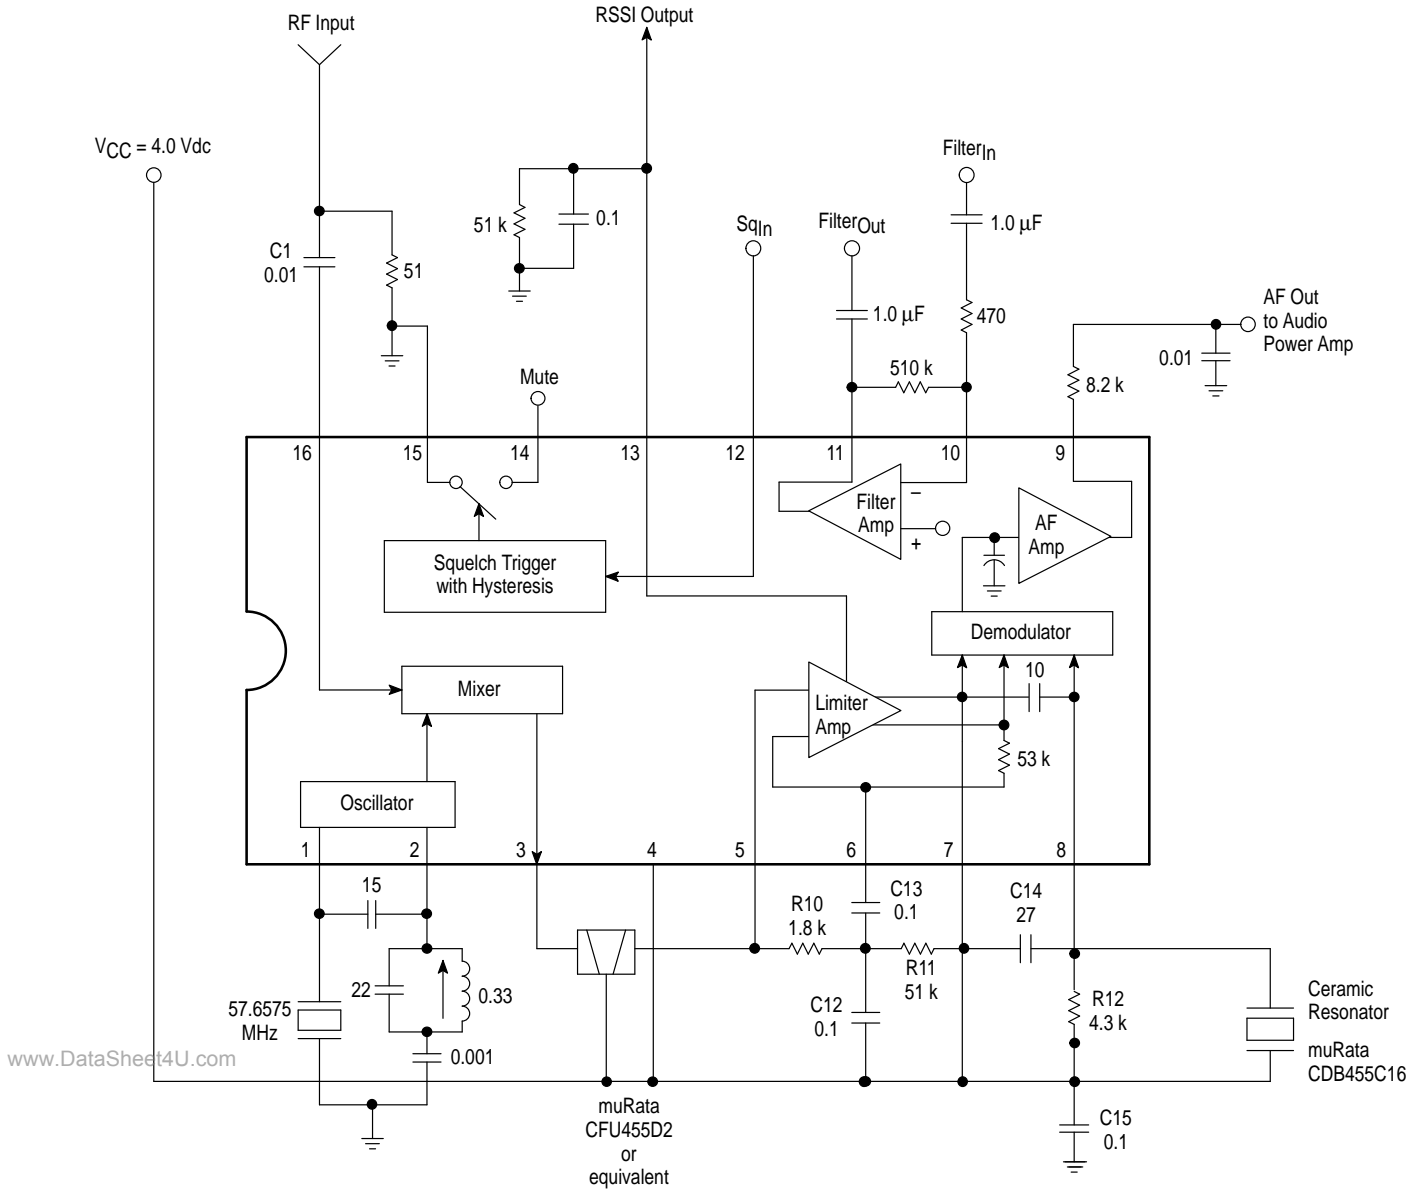 RF Input
RSSI Output
VCC = 4.0 Vdc
FilterIn
51 k
0.1
SqIn
FilterOut
1.0 µF
C1
0.01
51
1.0 µF
470
AF Out
to Audio
Power Amp
0.01
510 k
8.2 k
Mute
16
15
14
13
12
11
10
9
Filter
Amp
–
+
AF
Amp
Squelch Trigger
with Hysteresis
Demodulator
10
Mixer
Limiter
Amp
53 k
Oscillator
1
2
3
4
5
6
7
8
15
R10
1.8 k
C13
0.1
C14
27
22
0.33
57.6575
MHz
R11
51 k
C12
0.1
R12
4.3 k
Ceramic
Resonator
muRata
CDB455C16
0.001
www.DataSheet4U.com
muRata
CFU455D2
or
equivalent
C15
0.1